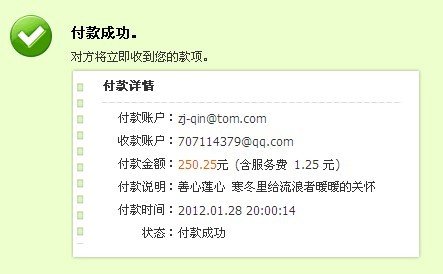 付款成功。
对方将立即收到您的款项。
付款详情
付款账户：zj-qin@tom.com
收款账户：707114379@qq.com
付款金额：250.25元 (含服务费 1.25 元)
付款说明：善心莲心 寒冬里给流浪者暖暖的关怀
付款时间：2012.01.28 20:00:14
状态：付款成功